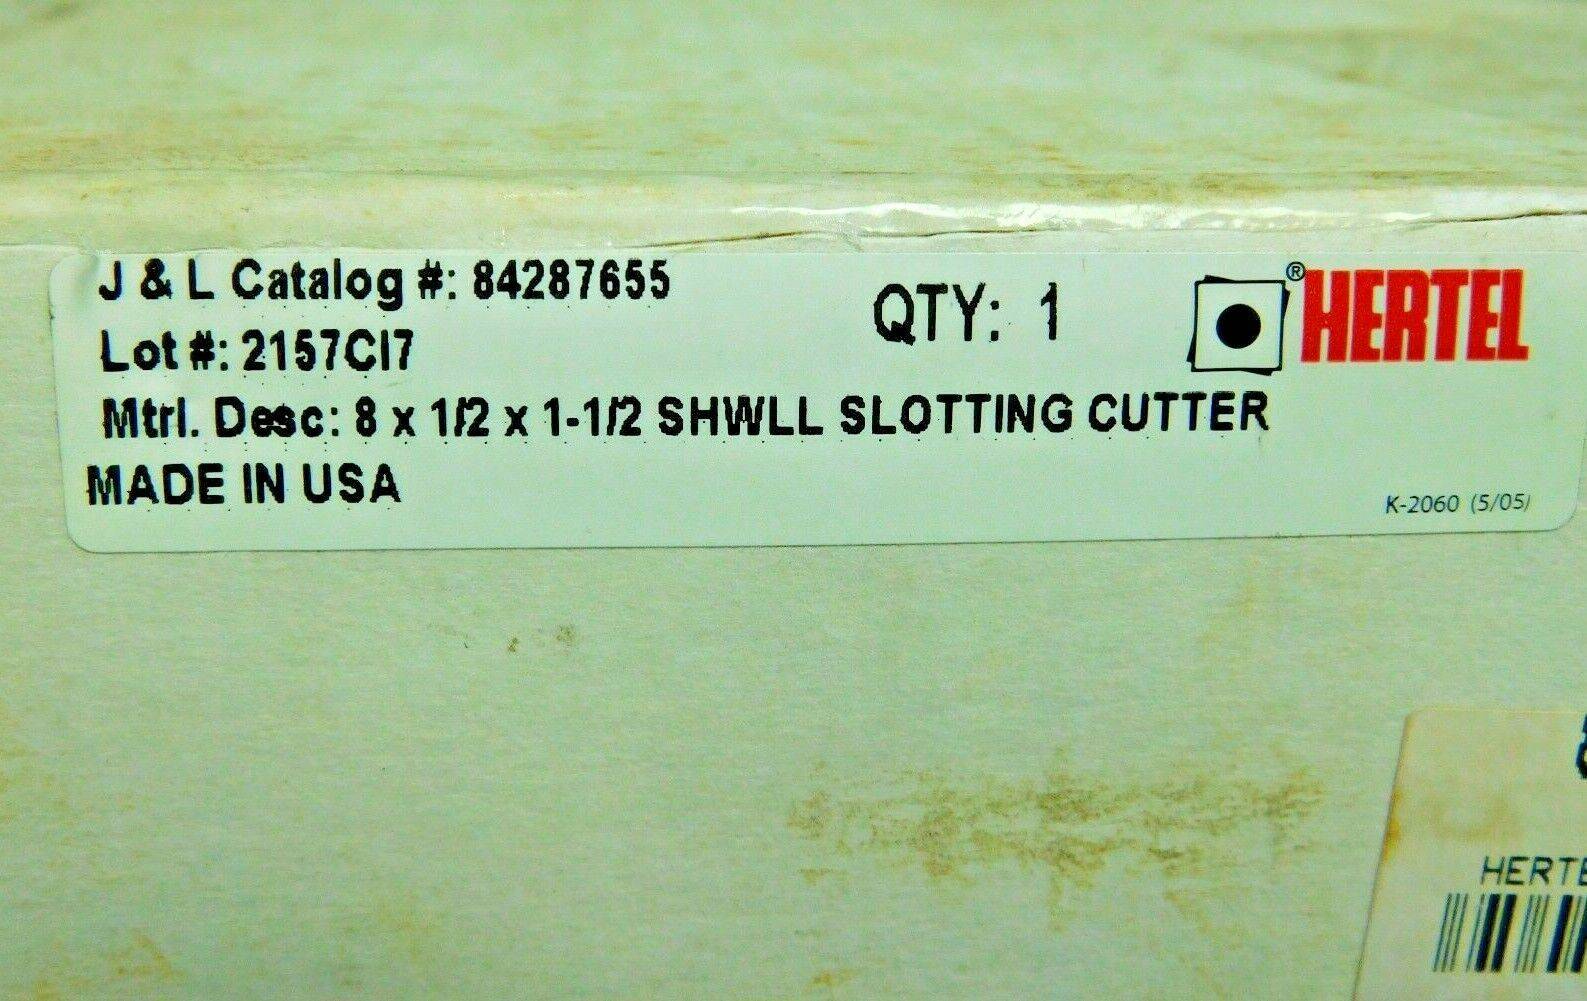 J & L Catalog #: 84287655
QTY: 1
® HERTEL
Lot #: 2157CI7
Mtrl. Desc: 8 x 1/2 x 1-1/2 SHWLL SLOTTING CUTTER
MADE IN USA
K-2060 (5/05)